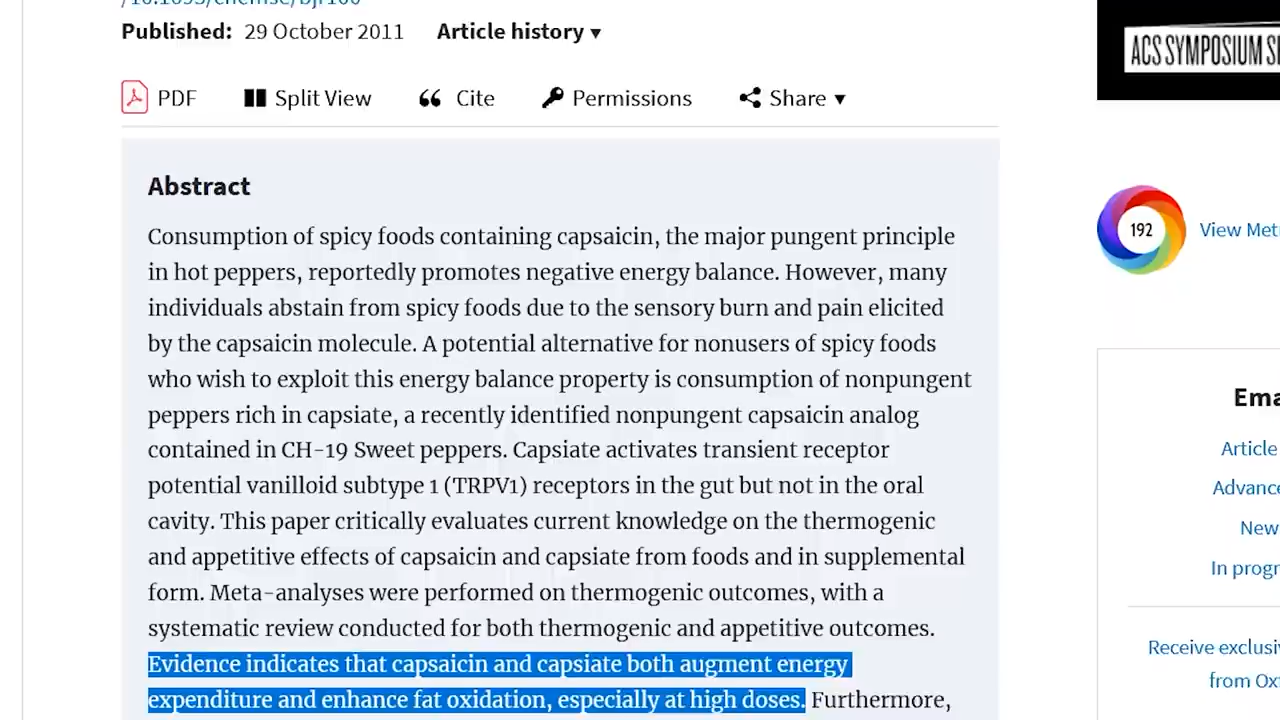 /10.1093/chemse/bjr100
Published: 29 October 2011 Article history ▾
PDF Split View Cite Permissions Share ▾
ACS SYMPOSIUM
Abstract
Consumption of spicy foods containing capsaicin, the major pungent principle
in hot peppers, reportedly promotes negative energy balance. However, many
individuals abstain from spicy foods due to the sensory burn and pain elicited
by the capsaicin molecule. A potential alternative for nonusers of spicy foods
who wish to exploit this energy balance property is consumption of nonpungent
peppers rich in capsiate, a recently identified nonpungent capsaicin analog
contained in CH-19 Sweet peppers. Capsiate activates transient receptor
potential vanilloid subtype 1 (TRPV1) receptors in the gut but not in the oral
cavity. This paper critically evaluates current knowledge on the thermogenic
and appetitive effects of capsaicin and capsiate from foods and in supplemental
form. Meta-analyses were performed on thermogenic outcomes, with a
systematic review conducted for both thermogenic and appetitive outcomes.
Evidence indicates that capsaicin and capsiate both augment energy
expenditure and enhance fat oxidation, especially at high doses. Furthermore,
192
View Met
Ema
Article
Advance
New
In progr
Receive exclusiv
from Ox